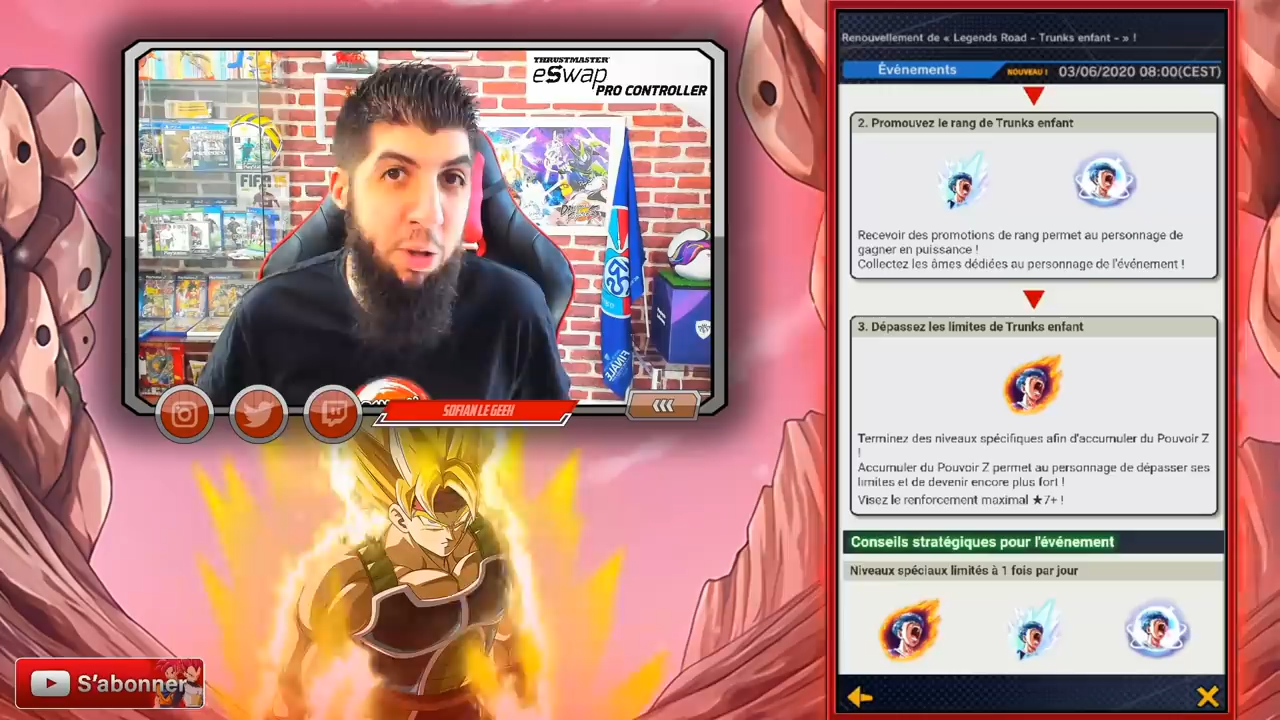 THRUSTMASTER
eSwap
PRO CONTROLLER
FIFA
FINALE
SOFIAN LE GEEK
S'abonner
Renouvellement de « Legends Road - Trunks enfant - » !
Événements
NOUVEAU !
03/06/2020 08:00(CEST)
2. Promouvez le rang de Trunks enfant
Recevoir des promotions de rang permet au personnage de
gagner en puissance !
Collectez les âmes dédiées au personnage de l'événement !
3. Dépassez les limites de Trunks enfant
Terminez des niveaux spécifiques afin d'accumuler du Pouvoir Z
!
Accumuler du Pouvoir Z permet au personnage de dépasser ses
limites et de devenir encore plus fort !
Visez le renforcement maximal ★7+ !
Conseils stratégiques pour l'événement
Niveaux spéciaux limités à 1 fois par jour